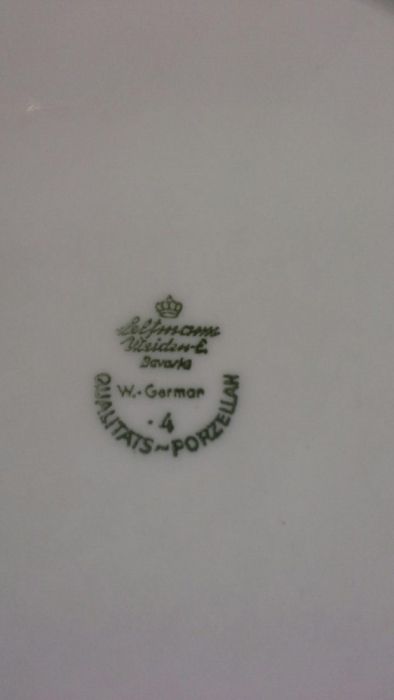 Seltmann
Weiden-E.
Bavaria
W.-German
·4
QUALITÄTS~PORZELLAN